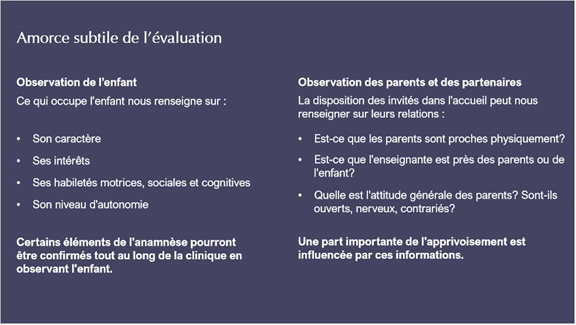 Amorce subtile de l'évaluation
Observation de l'enfant
Ce qui occupe l'enfant nous renseigne sur :
• Son caractère
• Ses intérêts
• Ses habiletés motrices, sociales et cognitives
• Son niveau d'autonomie
Certains éléments de l'anamnèse pourront
être confirmés tout au long de la clinique en
observant l'enfant.
Observation des parents et des partenaires
La disposition des invités dans l'accueil peut nous
renseigner sur leurs relations :
• Est-ce que les parents sont proches physiquement?
• Est-ce que l'enseignante est près des parents ou de
l'enfant?
• Quelle est l'attitude générale des parents? Sont-ils
ouverts, nerveux, contrariés?
Une part importante de l'apprivoisement est
influencée par ces informations.